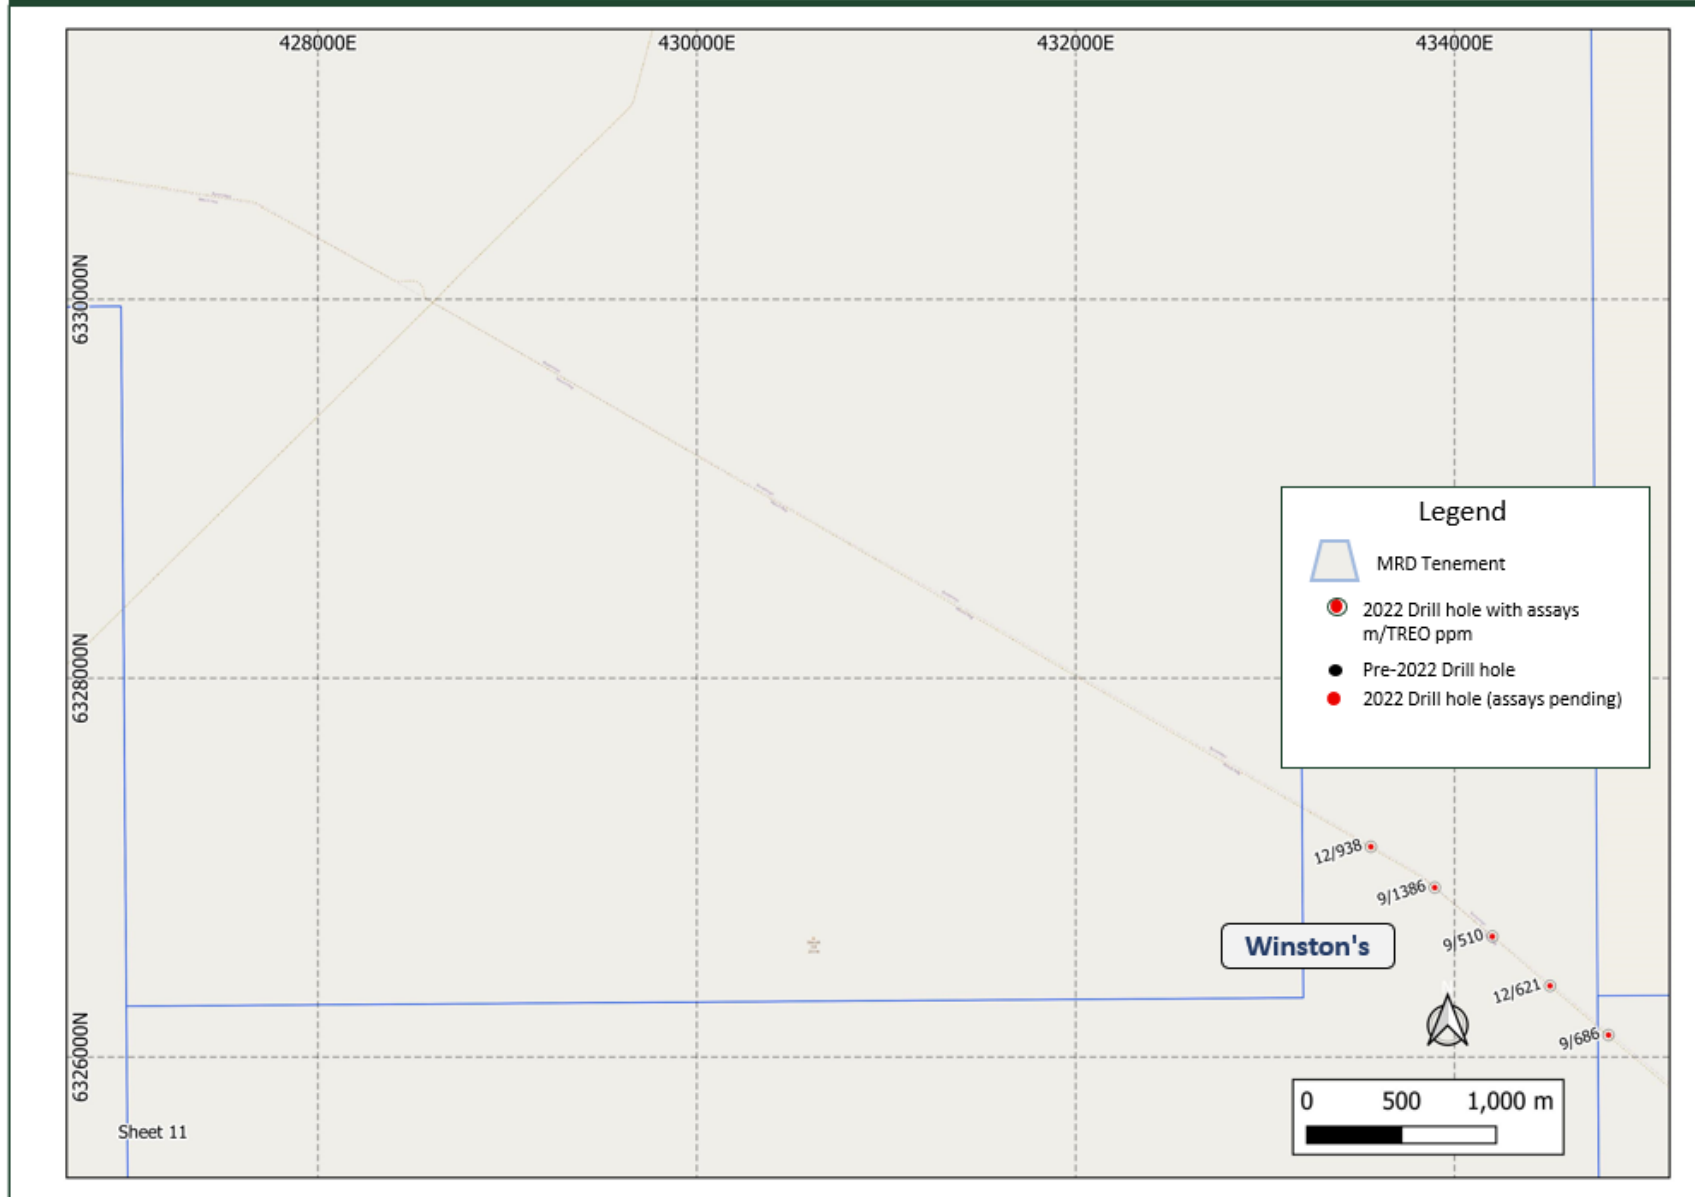 428000E
430000E
432000E
434000E
6330000N
6328000N
6326000N
Legend
MRD Tenement
2022 Drill hole with assays
m/TREO ppm
Pre-2022 Drill hole
2022 Drill hole (assays pending)
12/938
9/1386
9/510
12/621
9/686
Winston's
0 500 1,000 m
Sheet 11